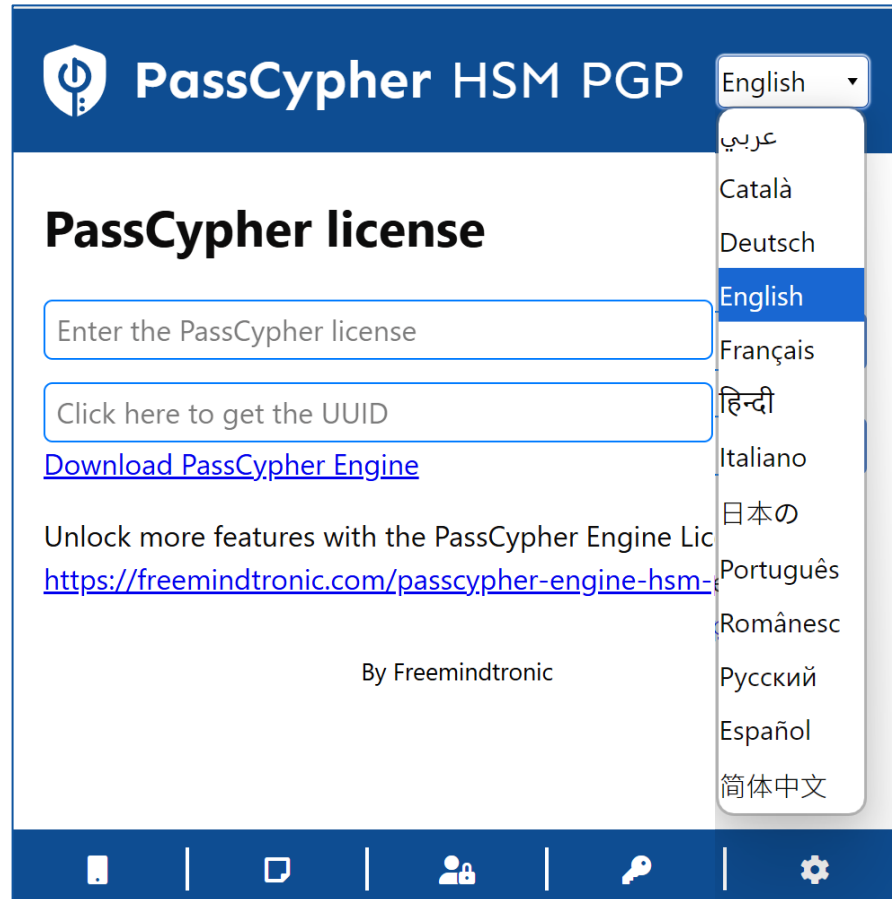 PassCypher HSM PGP
English
عربي
Català
Deutsch
English
Français
हिन्दी
Italiano
日本の
Português
Românesc
Русский
Español
简体中文
PassCypher license
Enter the PassCypher license
Click here to get the UUID
Download PassCypher Engine
Unlock more features with the PassCypher Engine
https://freemindtronic.com/passcypher-engine-hsm-
By Freemindtronic